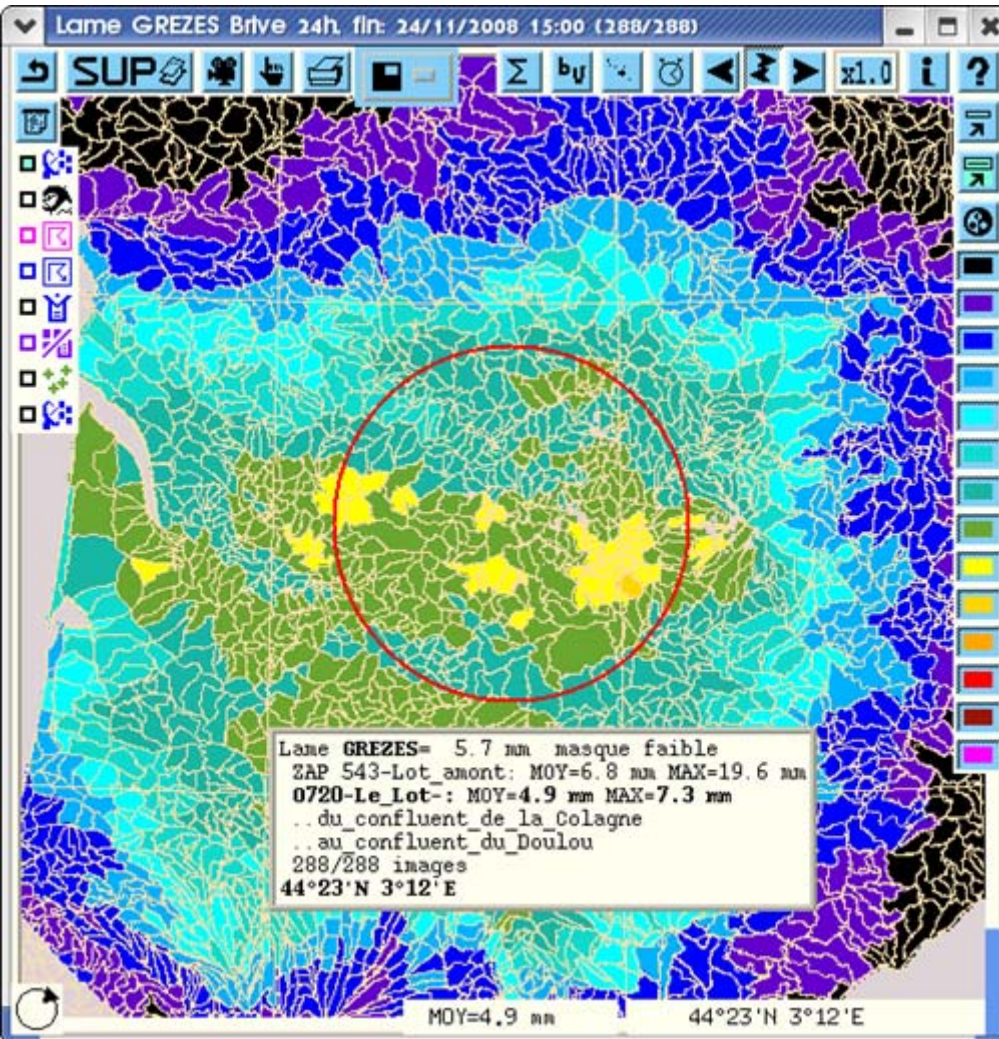 Lame GREZES Brive 24h. fin: 24/11/2008 15:00 (288/288)
SUP Σ bv x1.0 i ?
Lame GREZES= 5.7 mm masque faible
ZAP 543-Lot_amont: MOY=6.8 mm MAX=19.6 mm
0720-Le_Lot-: MOY=4.9 mm MAX=7.3 mm
..du_confluent_de_la_Colagne
..au_confluent_du_Doulou
288/288 images
44°23'N 3°12'E
MOY=4.9 mm 44°23'N 3°12'E